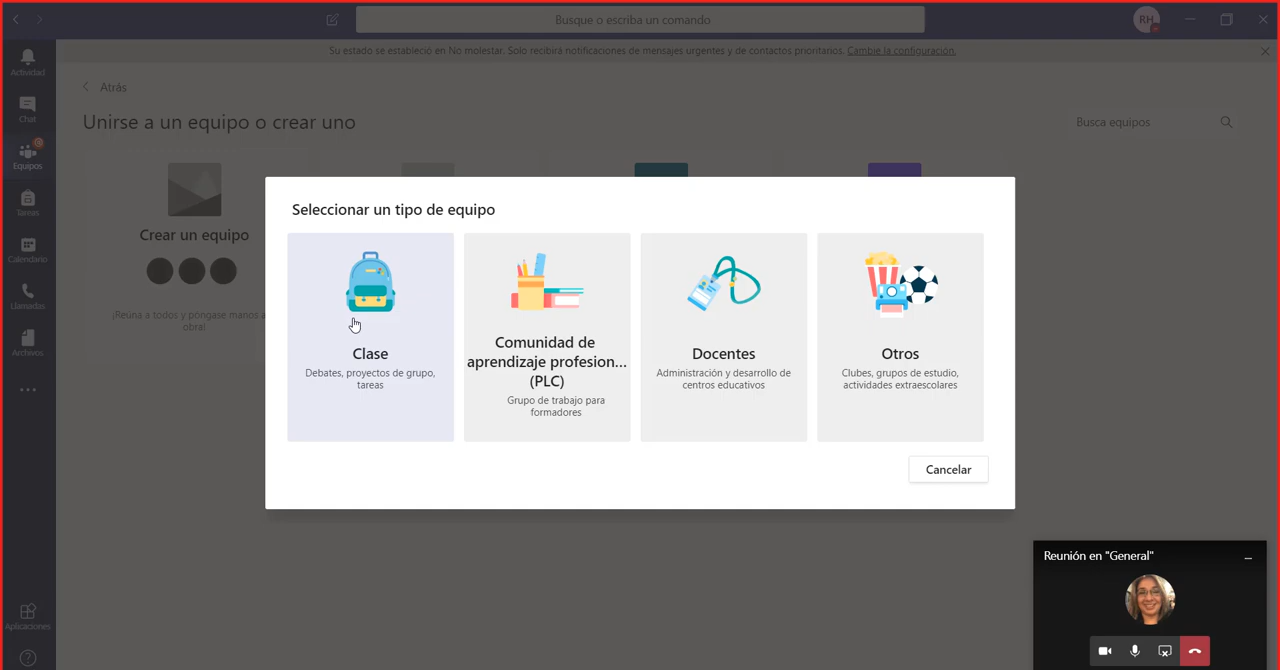 Busque o escriba un comando
RH
Su estado se estableció en No molestar. Solo recibirá notificaciones de mensajes urgentes y de contactos prioritarios. Cambie la configuración.
Actividad
Chat
Equipos
Tareas
Calendario
Llamadas
Archivos
Aplicaciones
Atrás
Unirse a un equipo o crear uno
Busca equipos
Crear un equipo
¡Reúna a todos y póngase manos a
obra!
Seleccionar un tipo de equipo
Clase
Debates, proyectos de grupo,
tareas
Comunidad de
aprendizaje profesion...
(PLC)
Grupo de trabajo para
formadores
Docentes
Administración y desarrollo de
centros educativos
Otros
Clubes, grupos de estudio,
actividades extraescolares
Cancelar
Reunión en "General"